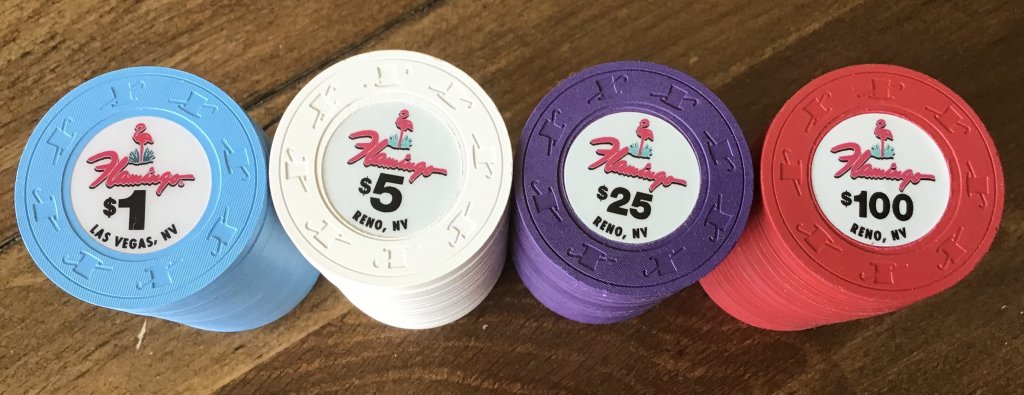 Flamingo
$1
LAS VEGAS, NV
Flamingo
$5
RENO, NV
Flamingo
$25
RENO, NV
Flamingo
$100
RENO, NV